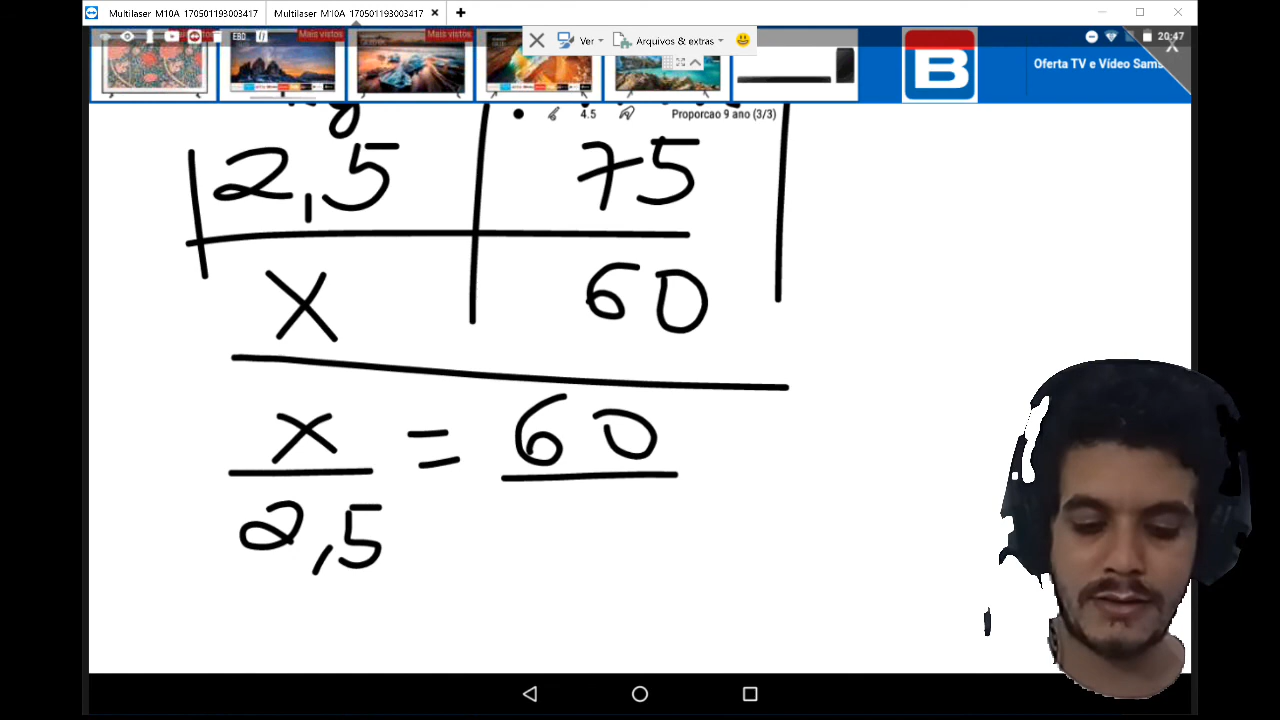 Multilaser M10A 170501193003417
Multilaser M10A 170501193003417
Mais vistos
Mais vistos
EBD
Ver
Arquivos & extras
20:47
B
Oferta TV e Vídeo Sams
4.5
Proporcao 9 ano (3/3)
2,5 75
x 60
x = 60
2,5